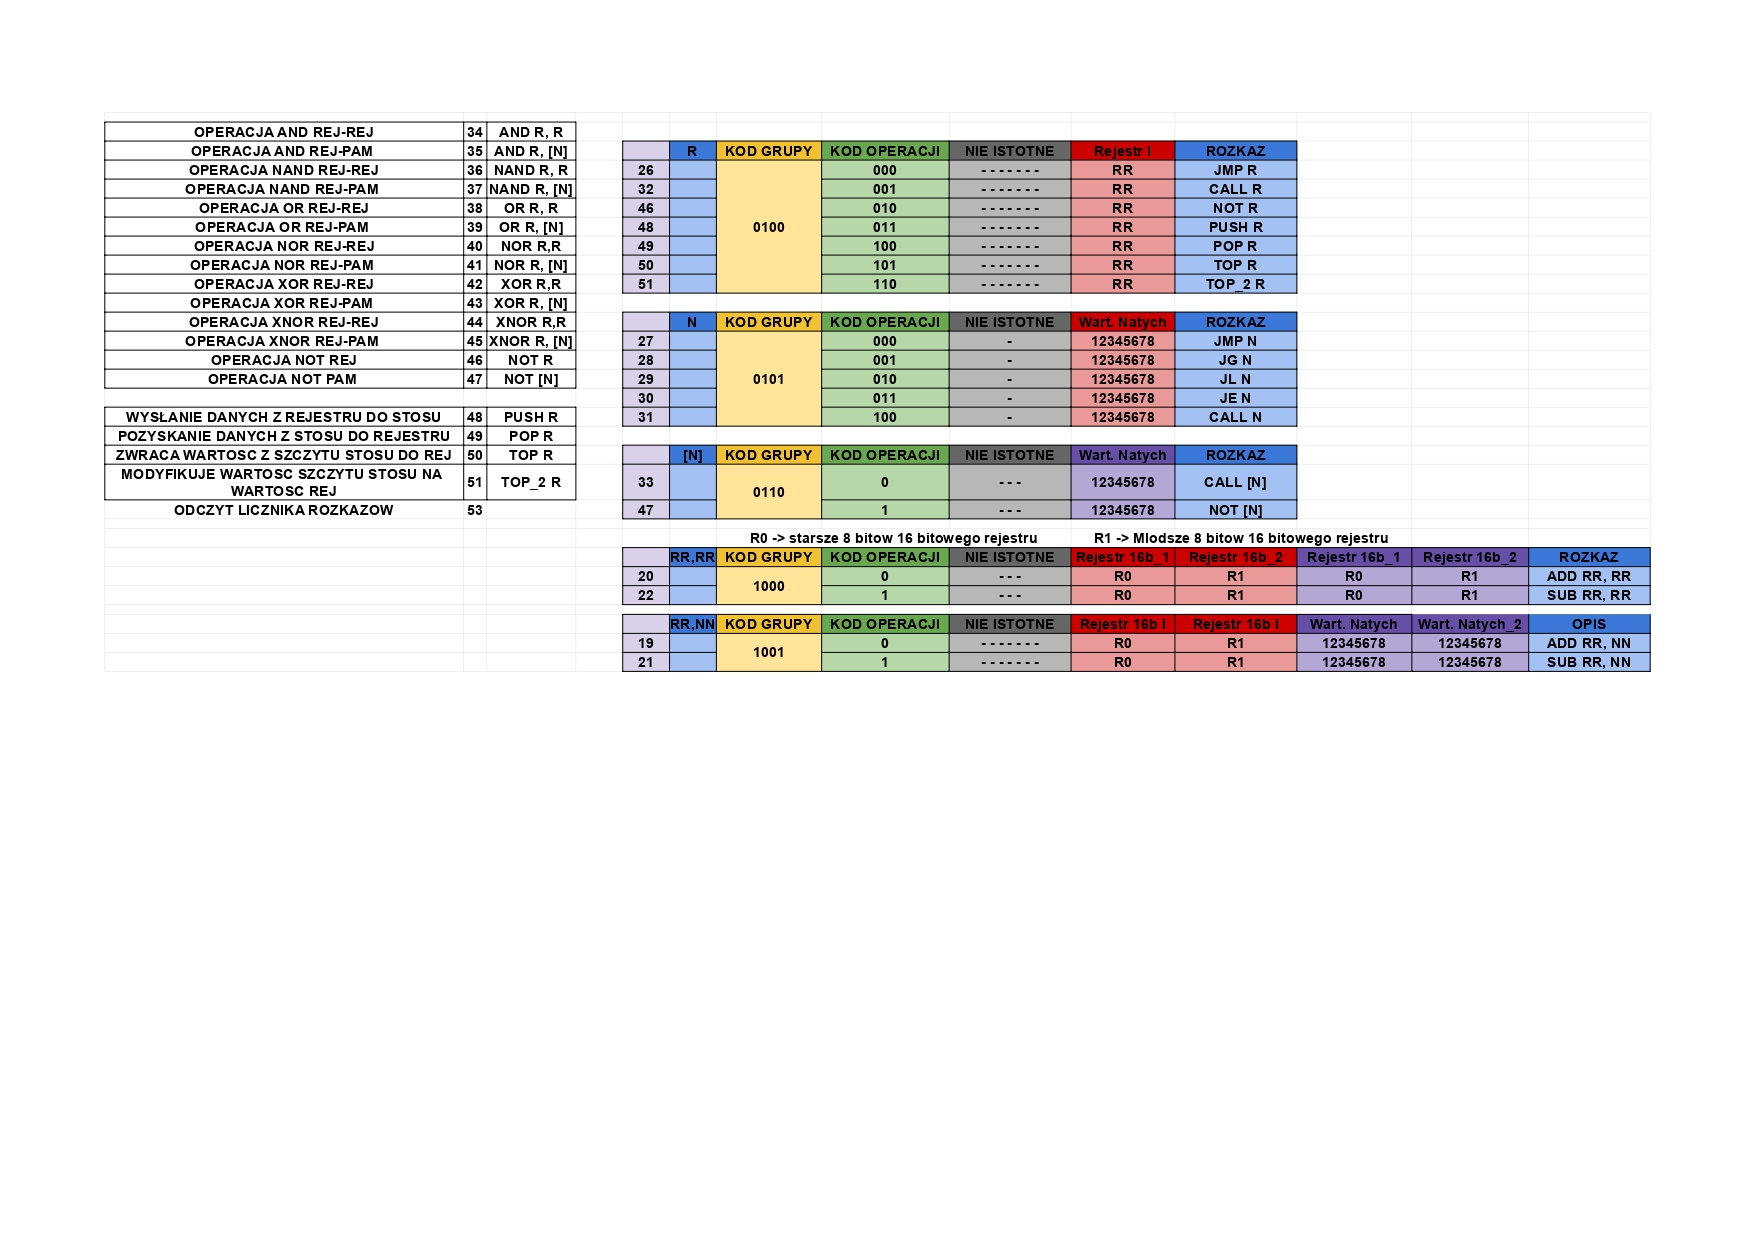 OPERACJA AND REJ-REJ 34 AND R, R
OPERACJA AND REJ-PAM 35 AND R, [N]
OPERACJA NAND REJ-REJ 36 NAND R, R
OPERACJA NAND REJ-PAM 37 NAND R, [N]
OPERACJA OR REJ-REJ 38 OR R, R
OPERACJA OR REJ-PAM 39 OR R, [N]
OPERACJA NOR REJ-REJ 40 NOR R,R
OPERACJA NOR REJ-PAM 41 NOR R, [N]
OPERACJA XOR REJ-REJ 42 XOR R,R
OPERACJA XOR REJ-PAM 43 XOR R, [N]
OPERACJA XNOR REJ-REJ 44 XNOR R,R
OPERACJA XNOR REJ-PAM 45 XNOR R, [N]
OPERACJA NOT REJ 46 NOT R
OPERACJA NOT PAM 47 NOT [N]
WYSŁANIE DANYCH Z REJESTRU DO STOSU 48 PUSH R
POZYSKANIE DANYCH Z STOSU DO REJESTRU 49 POP R
ZWRACA WARTOSC Z SZCZYTU STOSU DO REJ 50 TOP R
MODYFIKUJE WARTOSC SZCZYTU STOSU NA
WARTOSC REJ 51 TOP_2 R
ODCZYT LICZNIKA ROZKAZOW 53
R KOD GRUPY KOD OPERACJI NIE ISTOTNE Rejestr I ROZKAZ
26 000 - - - - - - - RR JMP R
32 001 - - - - - - - RR CALL R
46 010 - - - - - - - RR NOT R
48 0100 011 - - - - - - - RR PUSH R
49 100 - - - - - - - RR POP R
50 101 - - - - - - - RR TOP R
51 110 - - - - - - - RR TOP_2 R
N KOD GRUPY KOD OPERACJI NIE ISTOTNE Wart. Natych ROZKAZ
27 000 - 12345678 JMP N
28 001 - 12345678 JG N
29 0101 010 - 12345678 JL N
30 011 - 12345678 JE N
31 100 - 12345678 CALL N
[N] KOD GRUPY KOD OPERACJI NIE ISTOTNE Wart. Natych ROZKAZ
33 0110 0 - - - 12345678 CALL [N]
47 1 - - - 12345678 NOT [N]
R0 -> starsze 8 bitow 16 bitowego rejestru R1 -> Mlodsze 8 bitow 16 bitowego rejestru
RR,RR KOD GRUPY KOD OPERACJI NIE ISTOTNE Rejestr 16b_1 Rejestr 16b_2 Rejestr 16b_1 Rejestr 16b_2 ROZKAZ
20 1000 0 - - - R0 R1 R0 R1 ADD RR, RR
22 1 - - - R0 R1 R0 R1 SUB RR, RR
RR,NN KOD GRUPY KOD OPERACJI NIE ISTOTNE Rejestr 16b I Rejestr 16b I Wart. Natych Wart. Natych_2 OPIS
19 1001 0 - - - - - - - R0 R1 12345678 12345678 ADD RR, NN
21 1 - - - - - - - R0 R1 12345678 12345678 SUB RR, NN